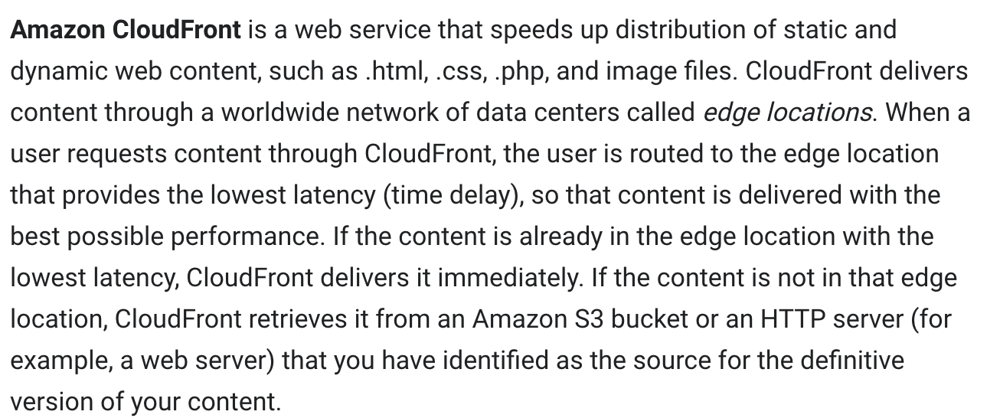 Amazon CloudFront is a web service that speeds up distribution of static and
dynamic web content, such as .html, .css, .php, and image files. CloudFront delivers
content through a worldwide network of data centers called edge locations. When a
user requests content through CloudFront, the user is routed to the edge location
that provides the lowest latency (time delay), so that content is delivered with the
best possible performance. If the content is already in the edge location with the
lowest latency, CloudFront delivers it immediately. If the content is not in that edge
location, CloudFront retrieves it from an Amazon S3 bucket or an HTTP server (for
example, a web server) that you have identified as the source for the definitive
version of your content.